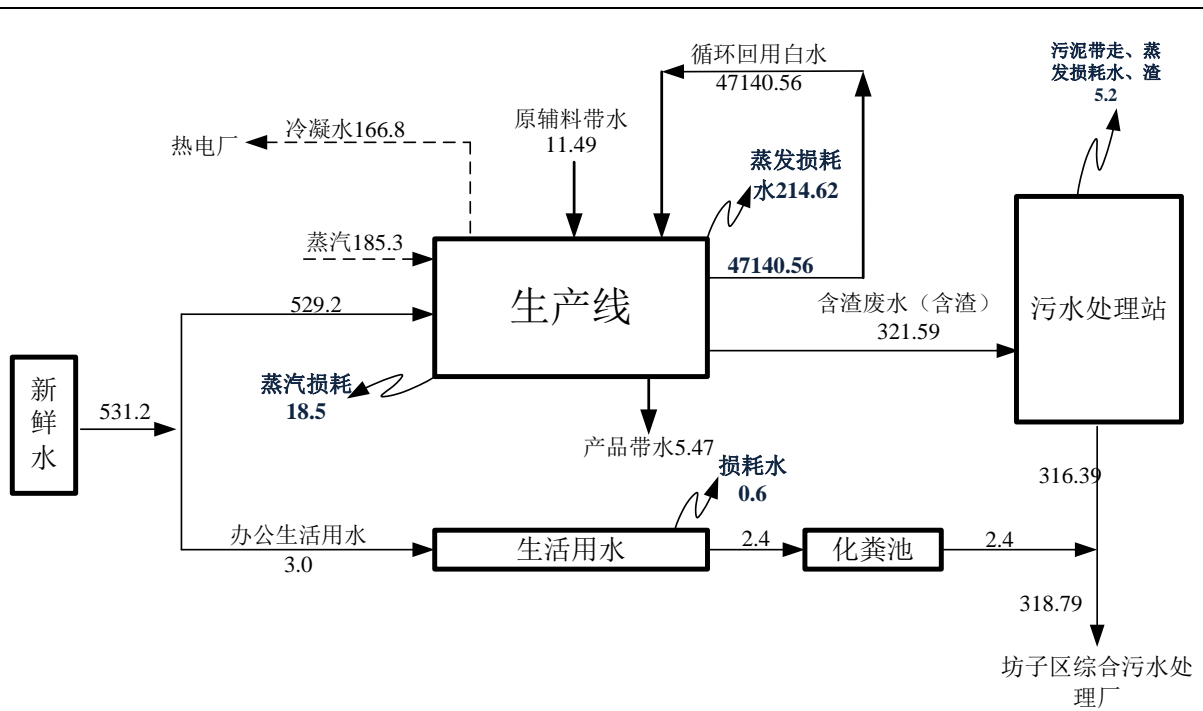 循环回用白水
47140.56
污泥带走、蒸
发损耗水、渣
5.2
热电厂
冷凝水166.8
原辅料带水
11.49
蒸发损耗
水214.62
蒸汽185.3
47140.56
生产线
529.2
含渣废水（含渣）
321.59
污水处理站
新
鲜
水
531.2
蒸汽损耗
18.5
产品带水5.47
损耗水
0.6
316.39
办公生活用水
3.0
生活用水
2.4
化粪池
2.4
318.79
坊子区综合污水处
理厂